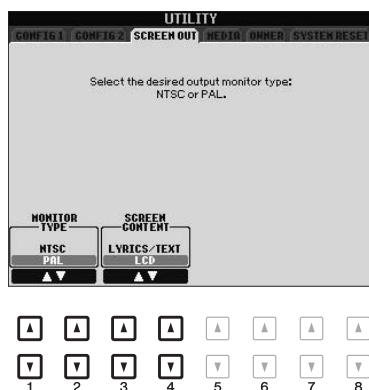 UTILITY
CONFIG 1 CONFIG 2 SCREEN OUT MEDIA OWNER SYSTEM RESET
Select the desired output monitor type:
NTSC or PAL.
MONITOR TYPE SCREEN CONTENT
NTSC LYRICS/TEXT
PAL LCD
1 2 3 4 5 6 7 8